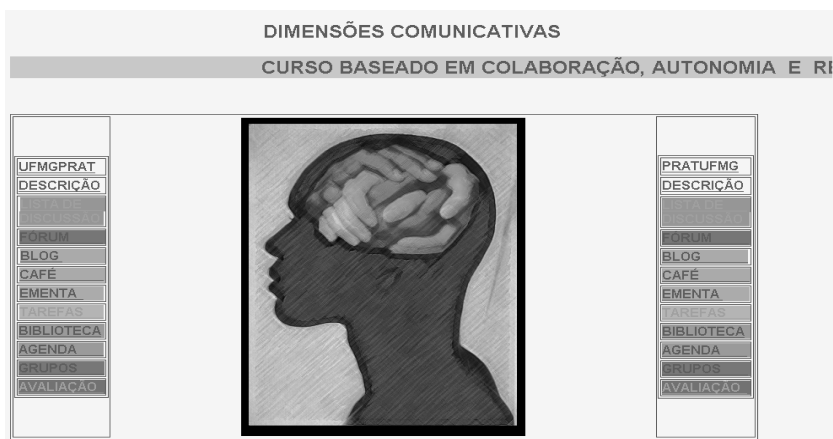 DIMENSÕES COMUNICATIVAS
CURSO BASEADO EM COLABORAÇÃO, AUTONOMIA E RE
UFMGPRAT
DESCRIÇÃO
LISTA DE
DISCUSSÃO
FÓRUM
BLOG
CAFÉ
EMENTA
TAREFAS
BIBLIOTECA
AGENDA
GRUPOS
AVALIAÇÃO
PRATUFMG
DESCRIÇÃO
LISTA DE
DISCUSSÃO
FÓRUM
BLOG
CAFÉ
EMENTA
TAREFAS
BIBLIOTECA
AGENDA
GRUPOS
AVALIAÇÃO